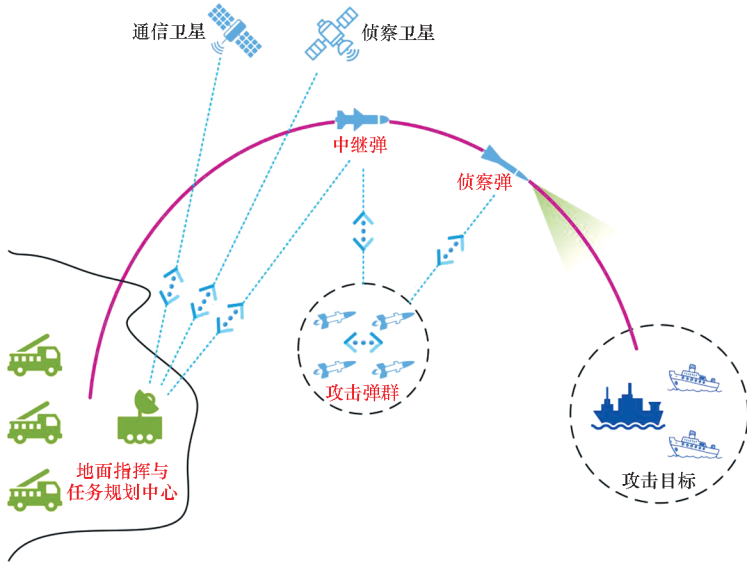 通信卫星
侦察卫星
中继弹
侦察弹
攻击弹群
地面指挥与
任务规划中心
攻击目标